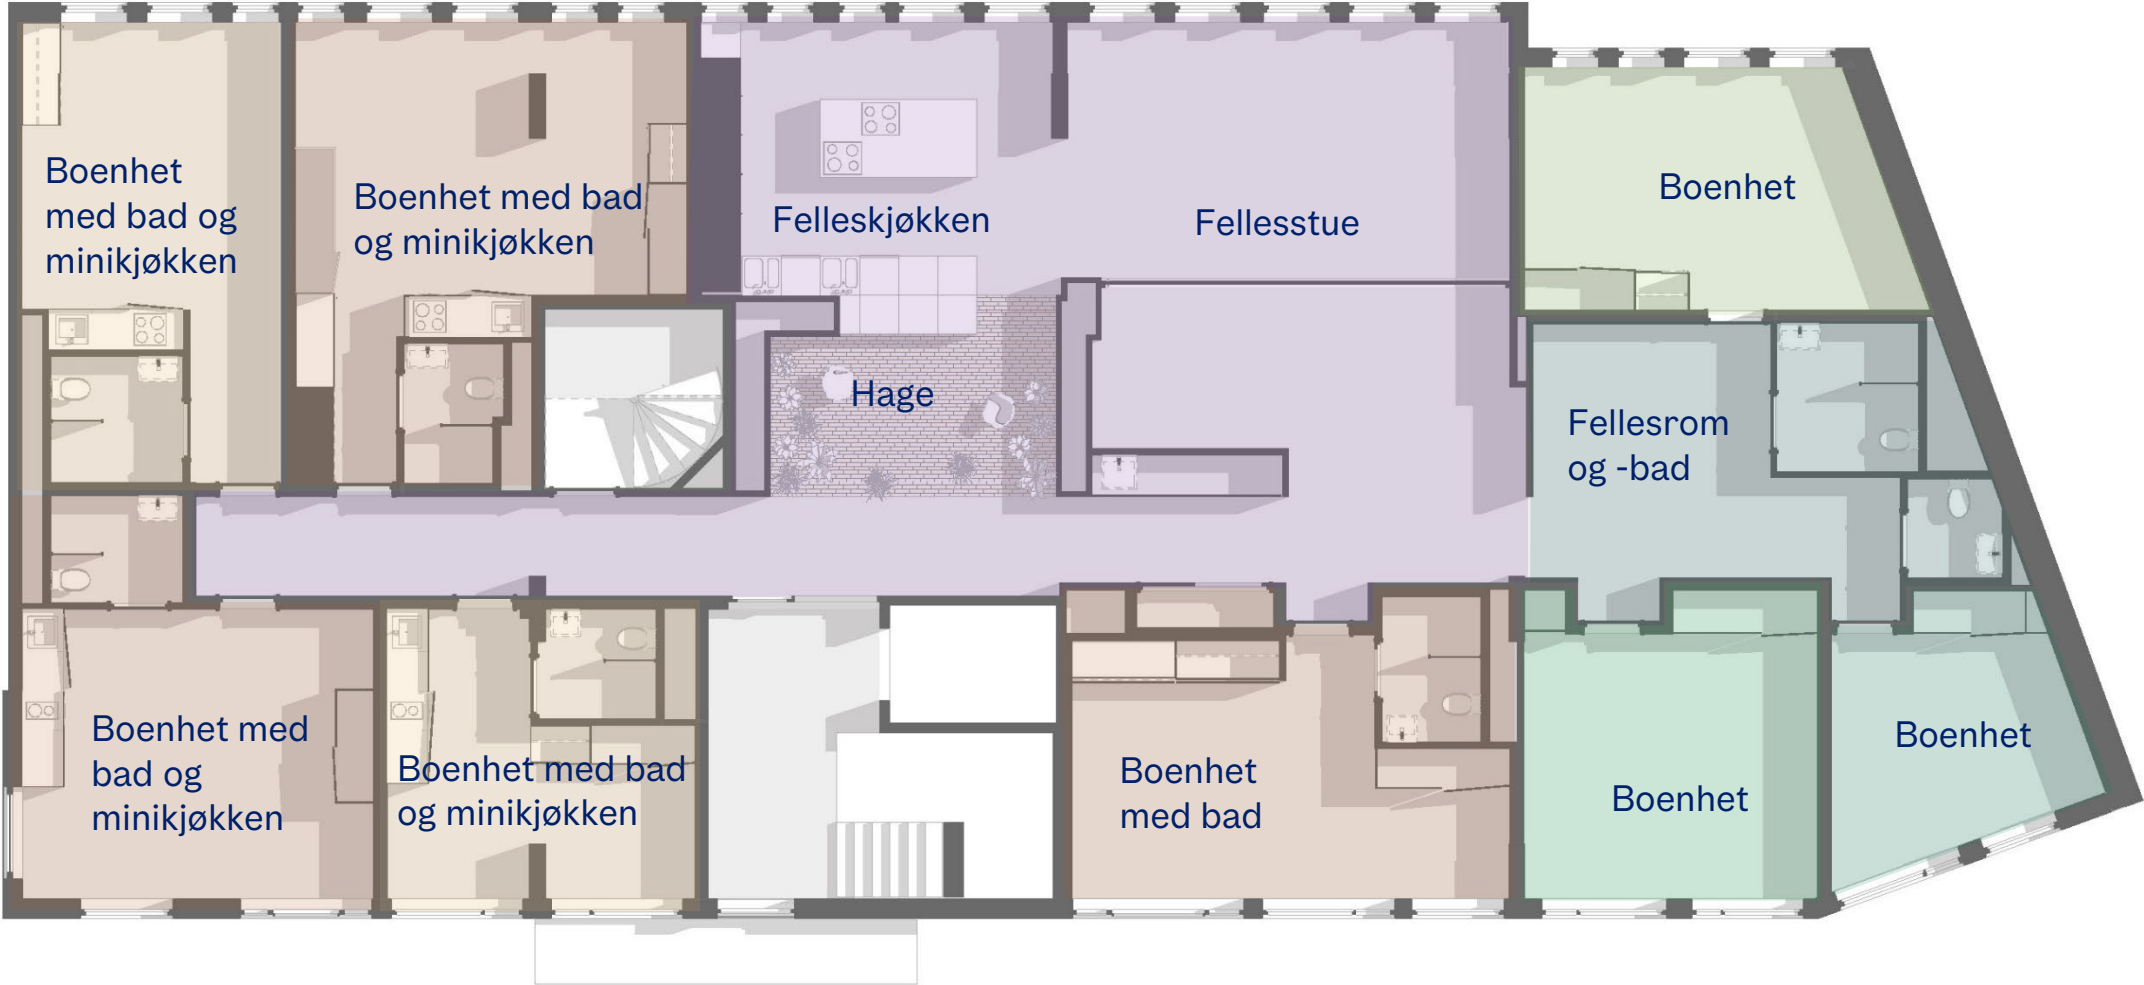 Boenhet
med bad og
minikjøkken
Boenhet med bad
og minikjøkken
Felleskjøkken
Fellesstue
Boenhet
Hage
Fellesrom
og -bad
Boenhet med
bad og
minikjøkken
Boenhet med bad
og minikjøkken
Boenhet
med bad
Boenhet
Boenhet